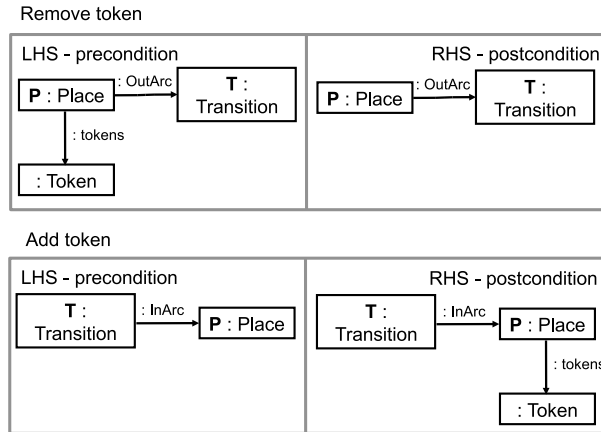 Remove token
LHS - precondition
P : Place
: OutArc
T :
Transition
: tokens
: Token
RHS - postcondition
P : Place
: OutArc
T :
Transition
Add token
LHS - precondition
T :
Transition
: InArc
P : Place
RHS - postcondition
T :
Transition
: InArc
P : Place
: tokens
: Token